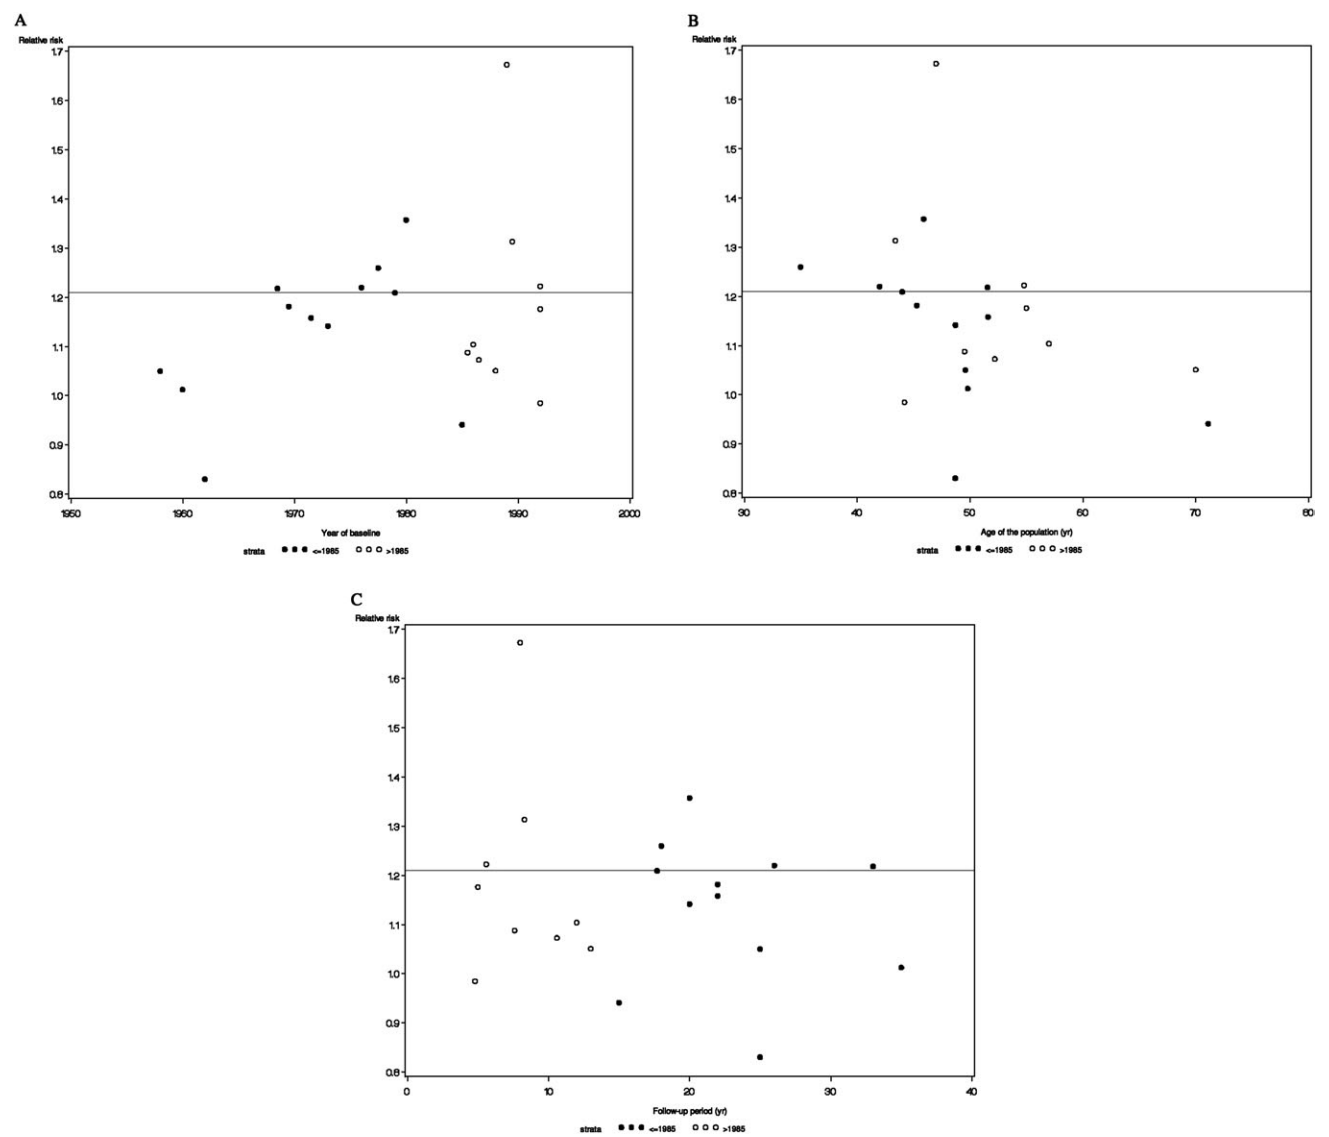 A
Relative risk
1.7
1.6
1.5
1.4
1.3
1.2
1.1
1.0
0.9
0.8
1950 1960 1970 1980 1990 2000
Year of baseline
strata <=1985 >1985
B
Relative risk
1.7
1.6
1.5
1.4
1.3
1.2
1.1
1.0
0.9
0.8
30 40 50 60 70 80
Age of the population (yr)
strata <=1985 >1985
C
Relative risk
1.7
1.6
1.5
1.4
1.3
1.2
1.1
1.0
0.9
0.8
0 10 20 30 40
Follow-up period (yr)
strata <=1985 >1985